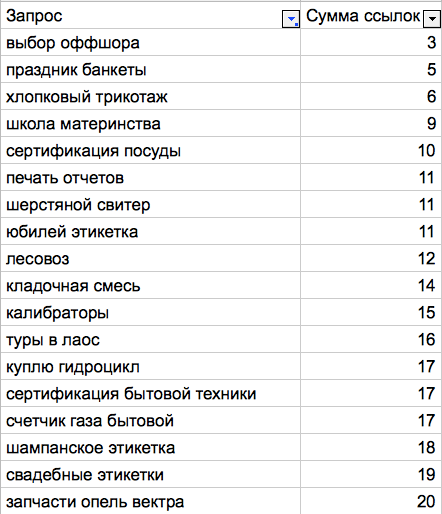 Запрос Сумма ссылок
выбор оффшора 3
праздник банкеты 5
хлопковый трикотаж 6
школа материнства 9
сертификация посуды 10
печать отчетов 11
шерстяной свитер 11
юбилей этикетка 11
лесовоз 12
кладочная смесь 14
калибраторы 15
туры в лаос 16
куплю гидроцикл 17
сертификация бытовой техники 17
счетчик газа бытовой 17
шампанское этикетка 18
свадебные этикетки 19
запчасти опель вектра 20